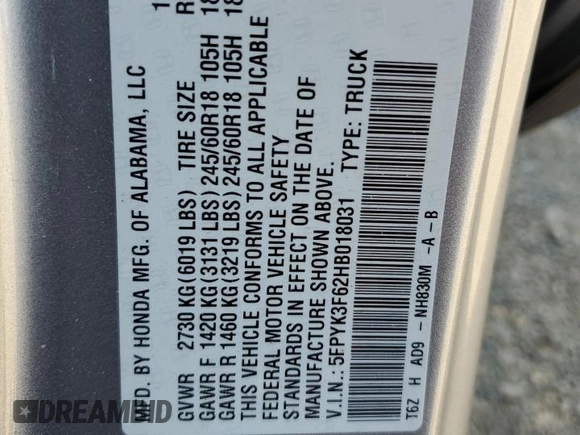 MFD. BY HONDA MFG. OF ALABAMA, LLC 1
GVWR 2730 KG (6019 LBS) TIRE SIZE R
GAWR F 1420 KG (3131 LBS) 245/60R18 105H 18
GAWR R 1460 KG (3219 LBS) 245/60R18 105H 18
THIS VEHICLE CONFORMS TO ALL APPLICABLE
FEDERAL MOTOR VEHICLE SAFETY
STANDARDS IN EFFECT ON THE DATE OF
MANUFACTURE SHOWN ABOVE.
V.I.N.: 5FPYK3F62HB018031 TYPE: TRUCK
T6Z H AD9 - NH830M -A-B
DREAMBID